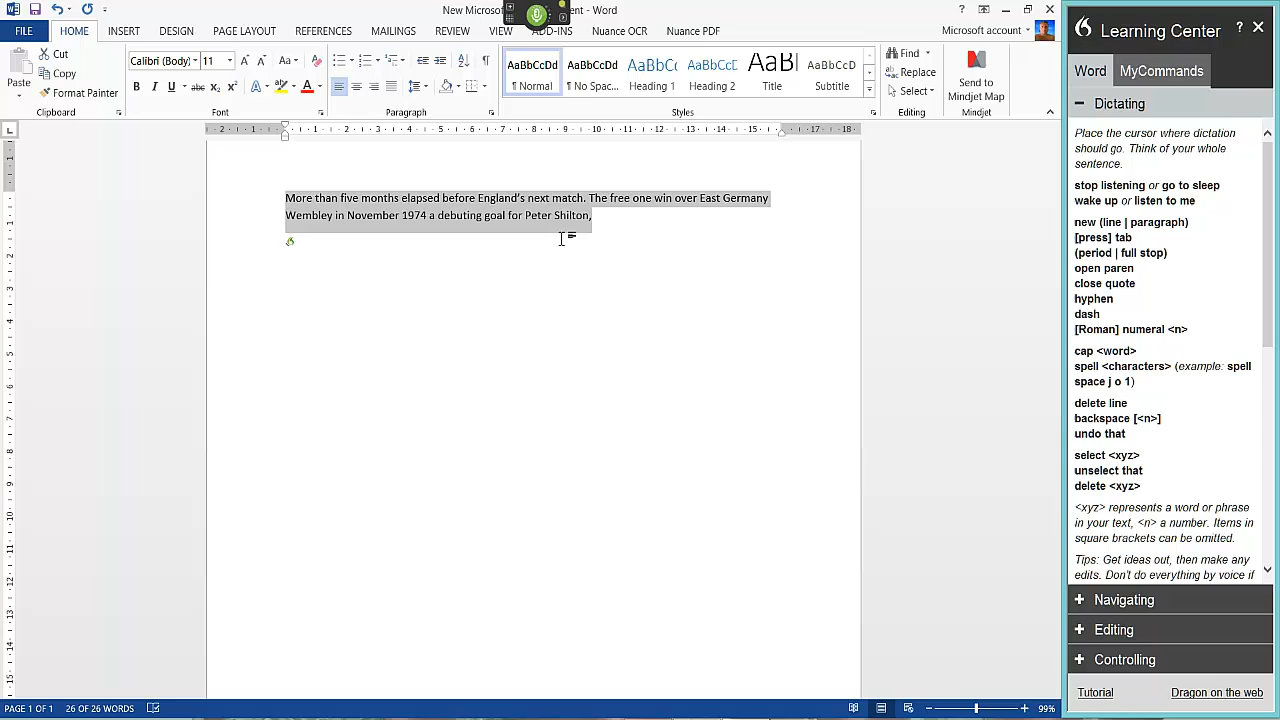 New Microsof
ent - Word
FILE
HOME
INSERT
DESIGN
PAGE LAYOUT
REFERENCES
MAILINGS
REVIEW
VIEW
ADD-INS
Nuance OCR
Nuance PDF
Microsoft account
Paste
Cut
Copy
Format Painter
Clipboard
Calibri (Body)
11
Font
Paragraph
AaBbCcDd
¶ Normal
AaBbCcDd
¶ No Spac...
AaBbCc
Heading 1
AaBbCcD
Heading 2
AaBl
Title
AaBbCcD
Subtitle
Styles
Find
Replace
Select
Editing
Send to
Mindjet Map
Mindjet
More than five months elapsed before England's next match. The free one win over East Germany
Wembley in November 1974 a debuting goal for Peter Shilton,
Learning Center
Word
MyCommands
Dictating
Place the cursor where dictation
should go. Think of your whole
sentence.
stop listening or go to sleep
wake up or listen to me
new (line | paragraph)
[press] tab
(period | full stop)
open paren
close quote
hyphen
dash
[Roman] numeral <n>
cap <word>
spell <characters> (example: spell
space j o 1)
delete line
backspace [<n>]
undo that
select <xyz>
unselect that
delete <xyz>
<xyz> represents a word or phrase
in your text, <n> a number. Items in
square brackets can be omitted.
Tips: Get ideas out, then make any
edits. Don't do everything by voice if
Navigating
Editing
Controlling
Tutorial
Dragon on the web
PAGE 1 OF 1
26 OF 26 WORDS
99%